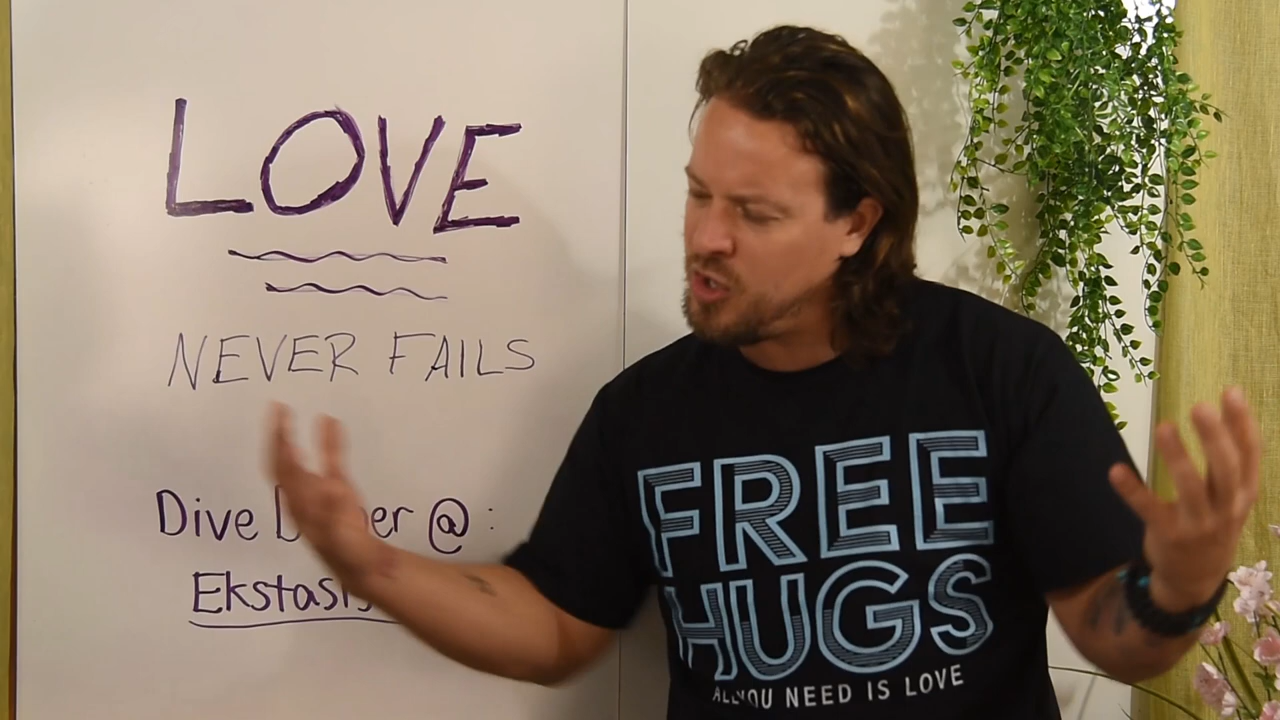 LOVE
NEVER FAILS
Dive @:
FREE
HUGS
ALL YOU NEED IS LOVE